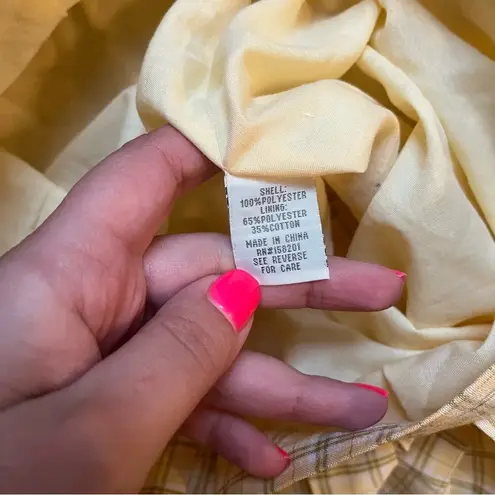 SHELL:
100%POLYESTER
LINING:
65%POLYESTER
35%COTTON
MADE IN CHINA
RN#158201
SEE REVERSE
FOR CARE